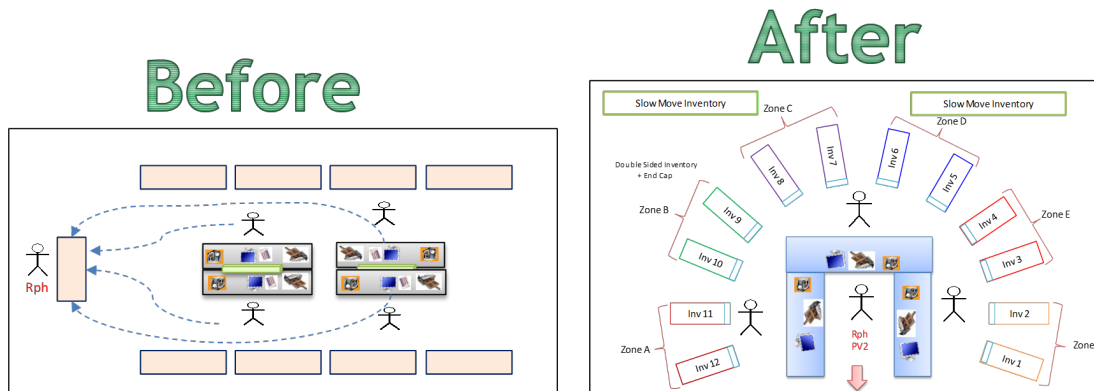 Before
Rph
After
Slow Move Inventory
Slow Move Inventory
Zone C
Zone D
Double Sided Inventory
+ End Cap
Inv 7
Inv 6
Inv 8
Inv 5
Zone B
Inv 9
Inv 4
Zone E
Inv 10
Inv 3
Inv 11
Inv 2
Zone A
Rph
PV2
Zone
Inv 12
Inv 1